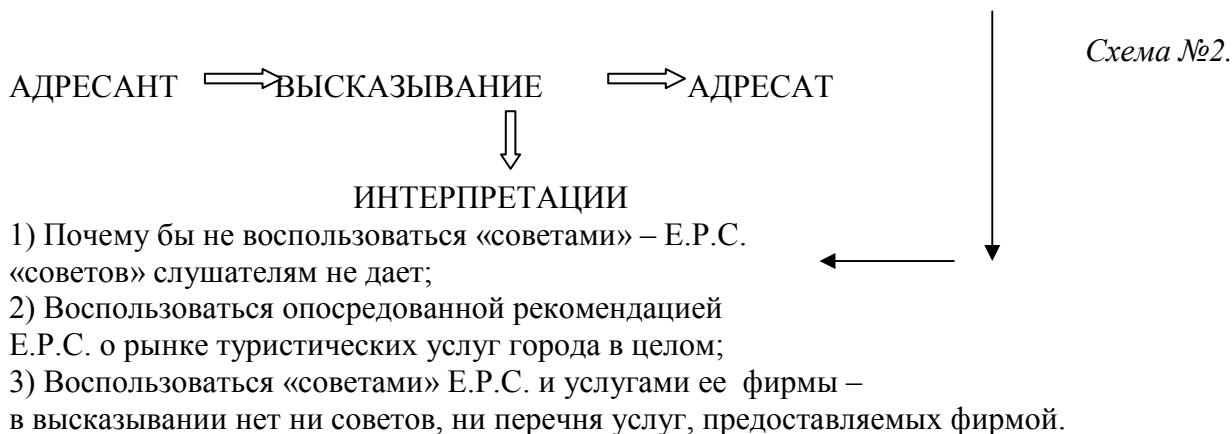 Схема №2.
АДРЕСАНТ ВЫСКАЗЫВАНИЕ АДРЕСАТ
ИНТЕРПРЕТАЦИИ
1) Почему бы не воспользоваться «советами» – Е.Р.С.
«советов» слушателям не дает;
2) Воспользоваться опосредованной рекомендацией
Е.Р.С. о рынке туристических услуг города в целом;
3) Воспользоваться «советами» Е.Р.С. и услугами ее фирмы –
в высказывании нет ни советов, ни перечня услуг, предоставляемых фирмой.